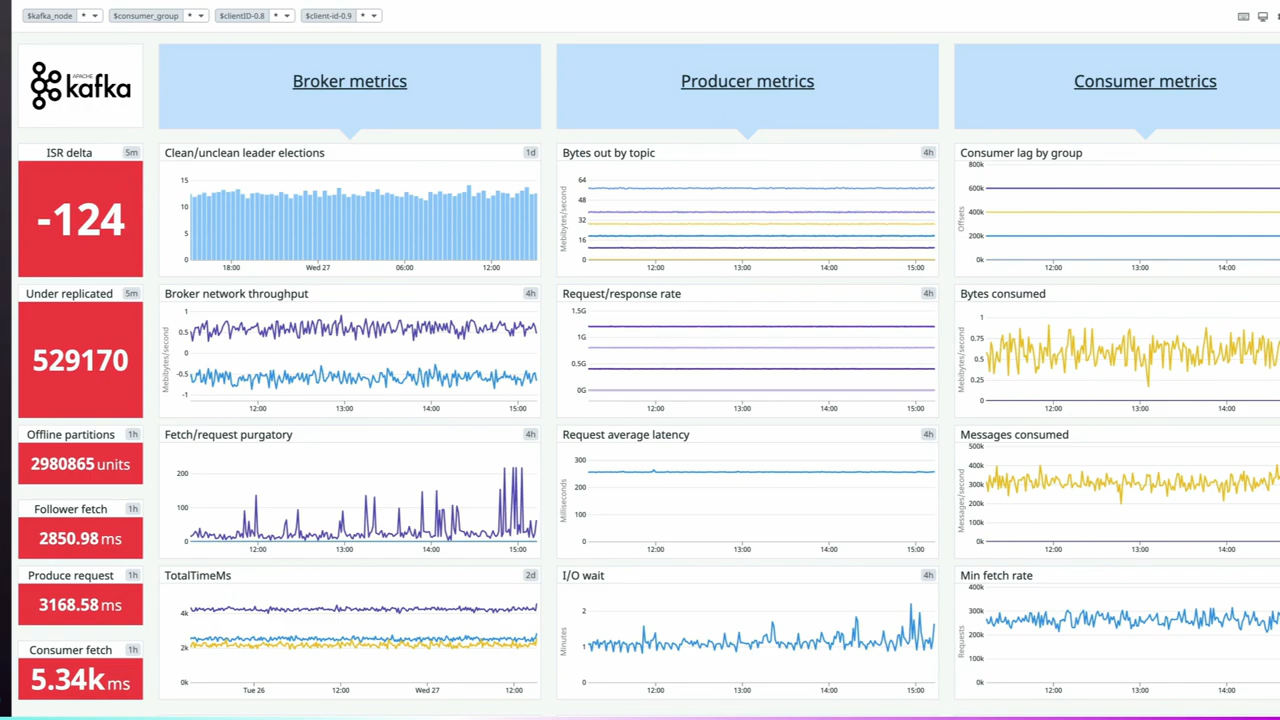 $kafka_node * $consumer_group * $clientID-0.8 * $client-id-0.9 *
APACHE
kafka
Broker metrics
Producer metrics
Consumer metrics
ISR delta 5m
-124
Under replicated 5m
529170
Offline partitions 1h
2980865 units
Follower fetch 1h
2850.98 ms
Produce request 1h
3168.58 ms
Consumer fetch 1h
5.34k ms
Clean/unclean leader elections 1d
15
10
5
0
18:00 Wed 27 06:00 12:00
Broker network throughput 4h
Mebibytes/second
1
0.5
0
-0.5
-1
12:00 13:00 14:00 15:00
Fetch/request purgatory 4h
200
100
0
12:00 13:00 14:00 15:00
TotalTimeMs 2d
4k
2k
0k
Tue 26 12:00 Wed 27 12:00
Bytes out by topic 4h
Mebibytes/second
64
48
32
16
0
12:00 13:00 14:00 15:00
Request/response rate 4h
1.5G
1G
0.5G
0G
12:00 13:00 14:00 15:00
Request average latency 4h
Milliseconds
300
200
100
0
12:00 13:00 14:00 15:00
I/O wait 4h
Minutes
2
1
0
12:00 13:00 14:00 15:00
Consumer lag by group
Offsets
800k
600k
400k
200k
0k
12:00 13:00 14:00
Bytes consumed
Mebibytes/second
1
0.75
0.5
0.25
0
12:00 13:00 14:00
Messages consumed
Messages/second
500k
400k
300k
200k
100k
0k
12:00 13:00 14:00
Min fetch rate
Requests
400k
300k
200k
100k
0k
12:00 13:00 14:00